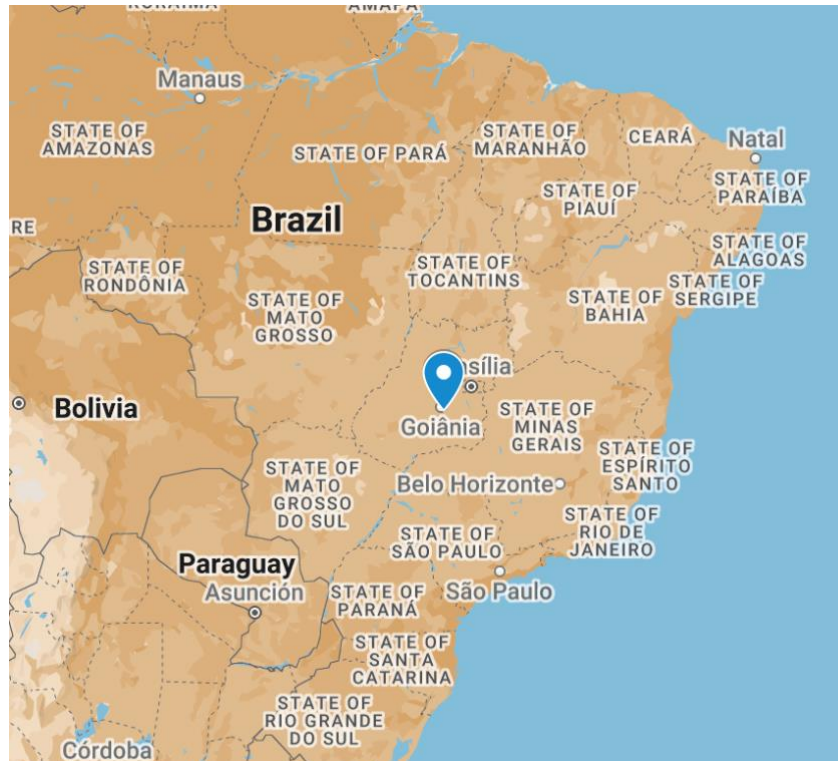 Manaus
STATE OF
AMAZONAS
STATE OF PARÁ
STATE OF
MARANHÃO
CEARÁ
Natal
STATE OF
PARAÍBA
STATE OF
PIAUÍ
Brazil
RE
STATE OF
RONDÔNIA
STATE OF
TOCANTINS
STATE OF
ALAGOAS
STATE OF
SERGIPE
STATE OF
MATO
GROSSO
STATE OF
BAHIA
Bolivia
Goiânia
STATE OF
MINAS
GERAIS
STATE OF
ESPÍRITO
SANTO
STATE OF
MATO
GROSSO
DO SUL
Belo Horizonte
STATE OF
RIO DE
JANEIRO
STATE OF
SÃO PAULO
Paraguay
Asunción
São Paulo
STATE OF
PARANÁ
STATE OF
SANTA
CATARINA
STATE OF
RIO GRANDE
DO SUL
Córdoba